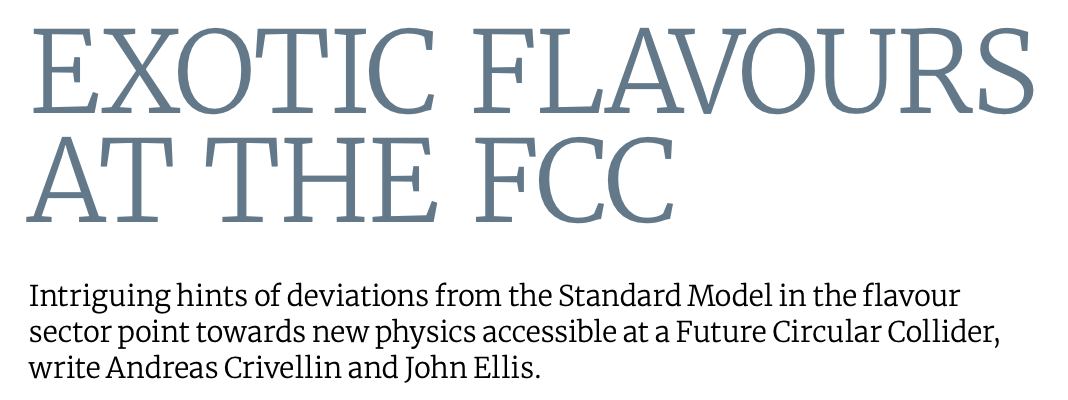 EXOTIC FLAVOURS
AT THE FCC
Intriguing hints of deviations from the Standard Model in the flavour
sector point towards new physics accessible at a Future Circular Collider,
write Andreas Crivellin and John Ellis.